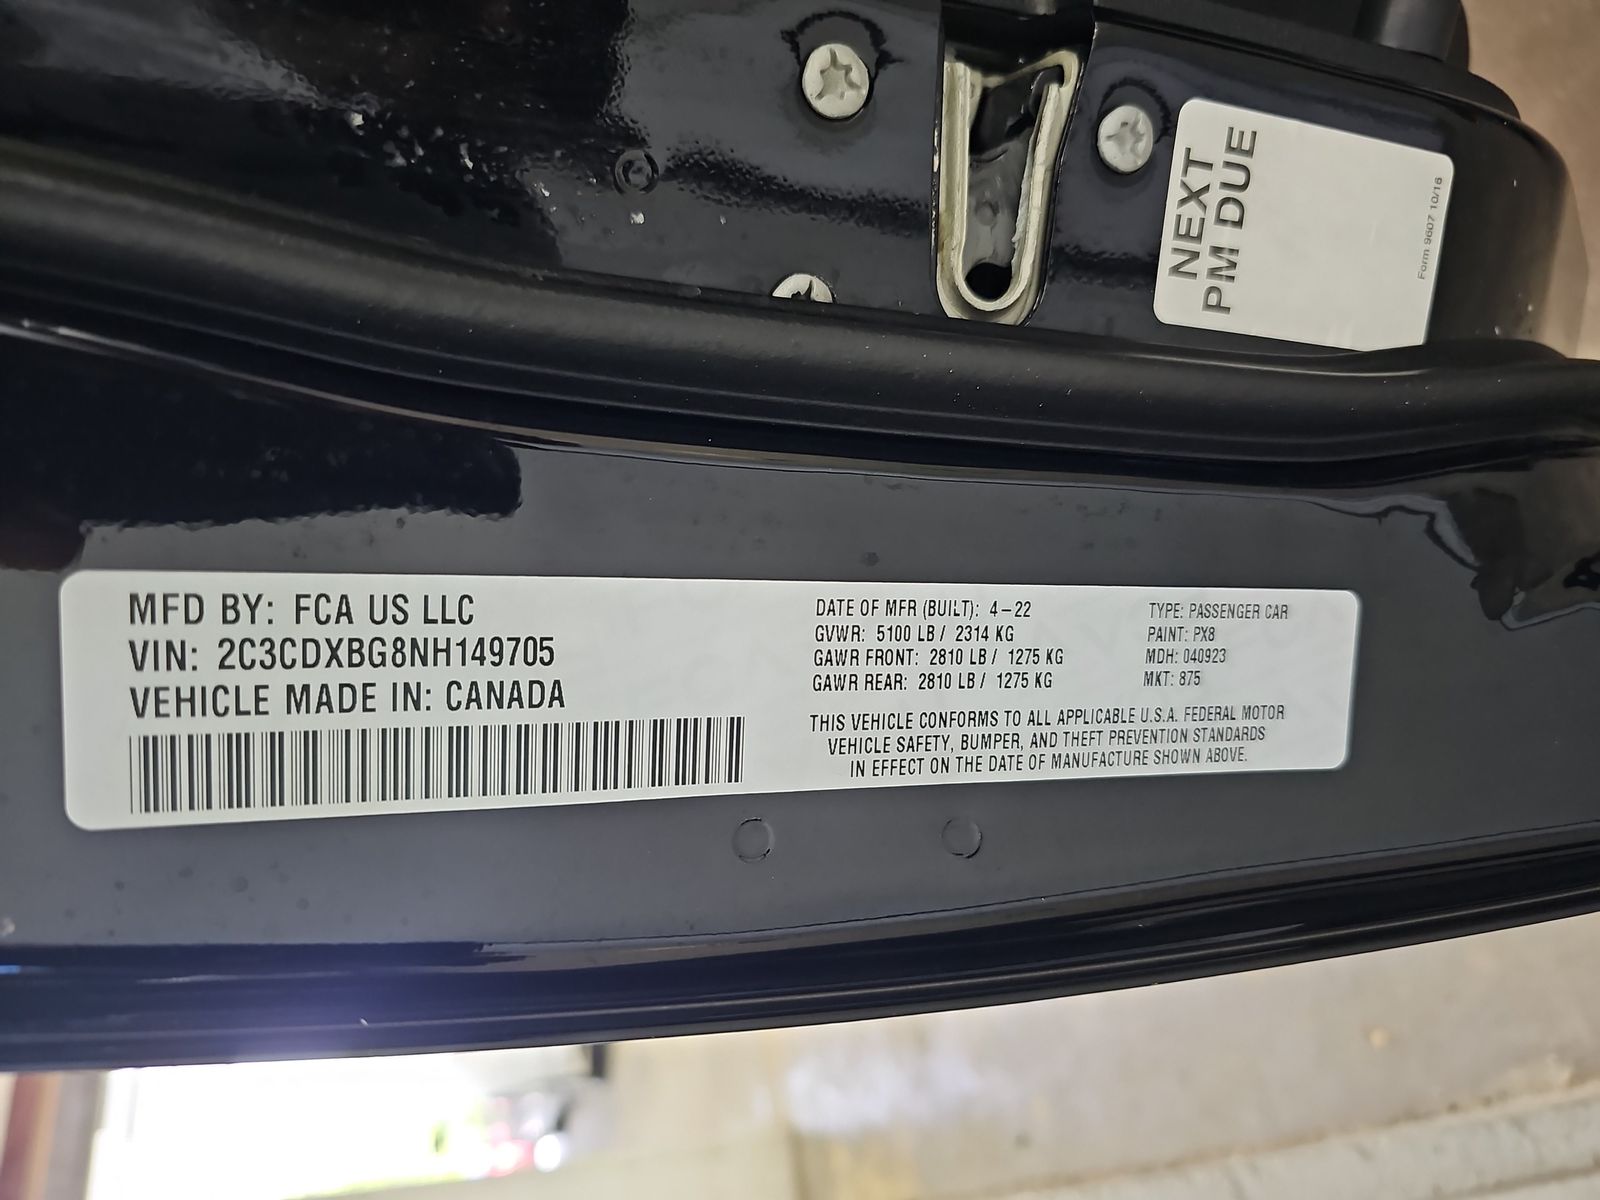 NEXT
PM DUE
Form 9607 10/16
MFD BY: FCA US LLC
VIN: 2C3CDXBG8NH149705
VEHICLE MADE IN: CANADA
DATE OF MFR (BUILT): 4-22
GVWR: 5100 LB / 2314 KG
GAWR FRONT: 2810 LB / 1275 KG
GAWR REAR: 2810 LB / 1275 KG
TYPE: PASSENGER CAR
PAINT: PX8
MDH: 040923
MKT: 875
THIS VEHICLE CONFORMS TO ALL APPLICABLE U.S.A. FEDERAL MOTOR
VEHICLE SAFETY, BUMPER, AND THEFT PREVENTION STANDARDS
IN EFFECT ON THE DATE OF MANUFACTURE SHOWN ABOVE.